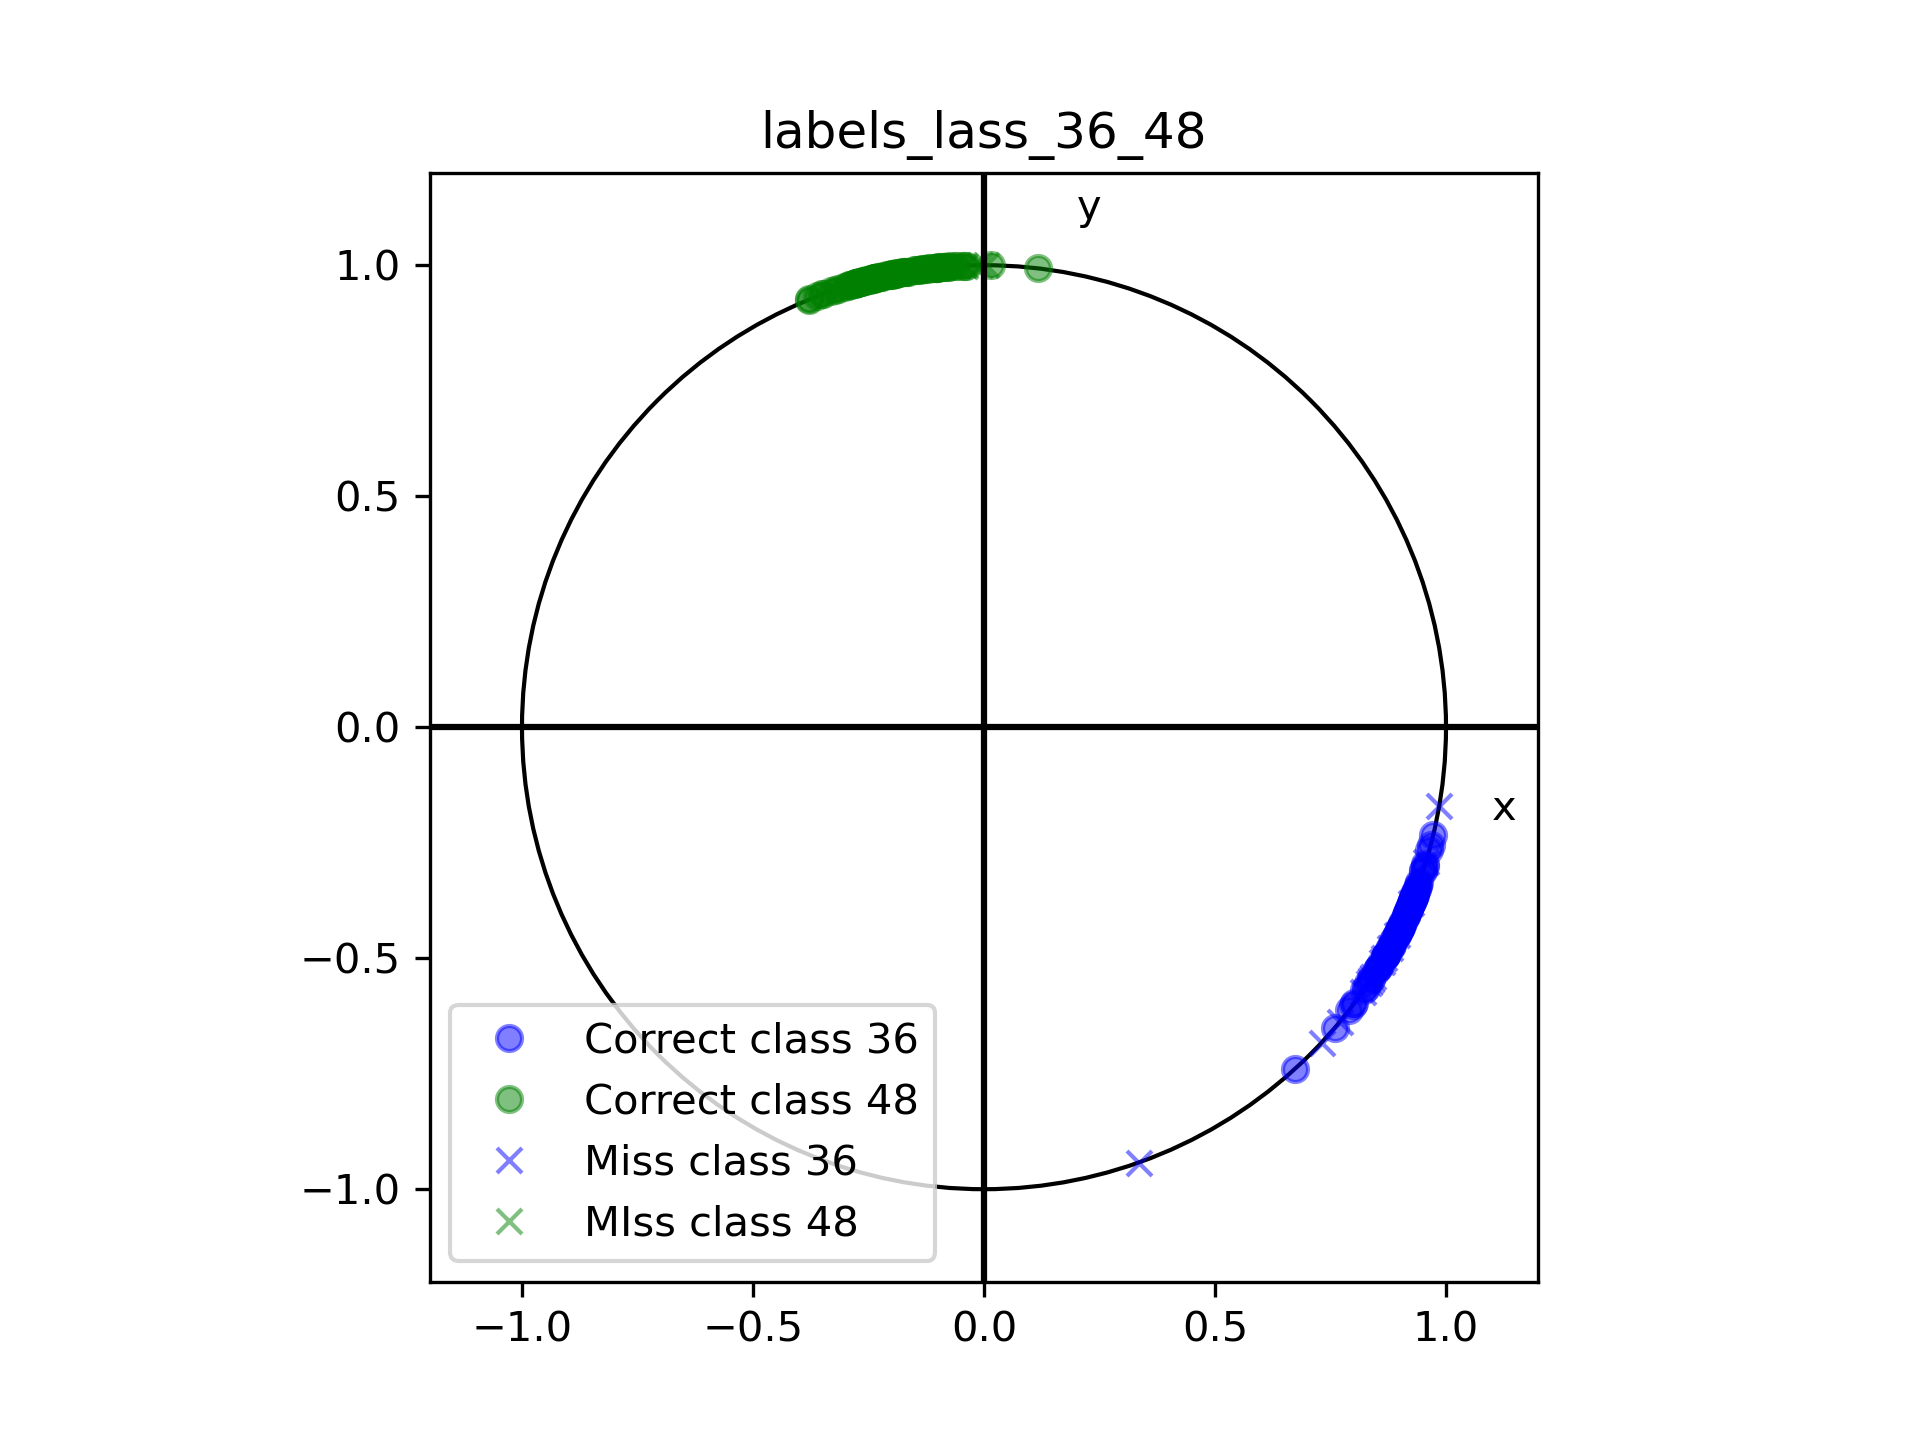 labels_lass_36_48
y
1.0
0.5
0.0
x
−0.5
−1.0
Correct class 36
Correct class 48
Miss class 36
MIss class 48
−1.0 −0.5 0.0 0.5 1.0